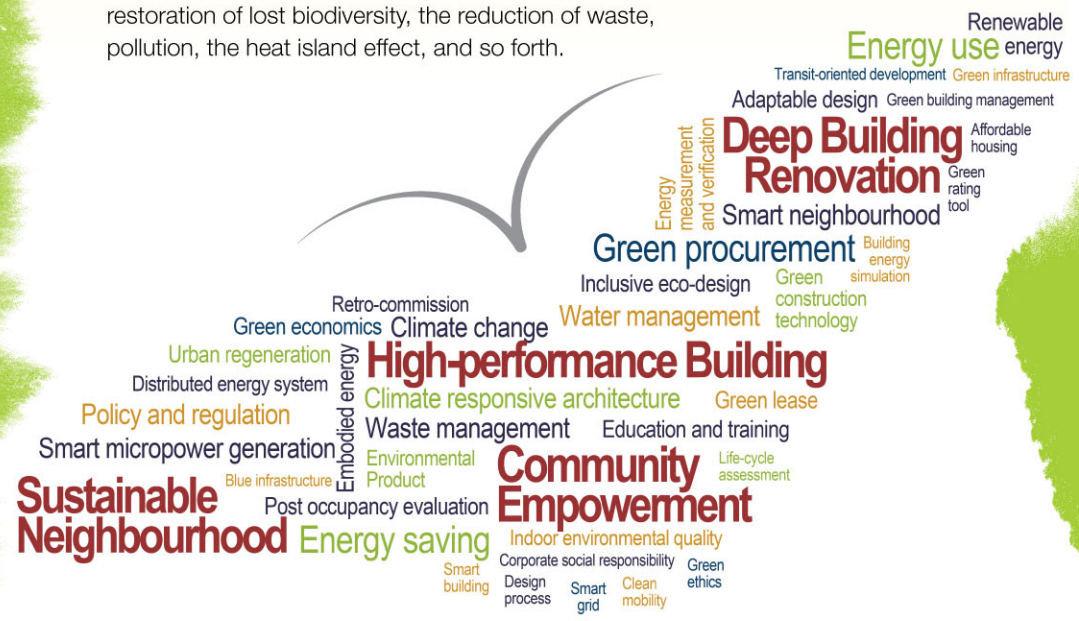 restoration of lost biodiversity, the reduction of waste,
pollution, the heat island effect, and so forth.
Renewable
energy
Energy use
Transit-oriented development
Green infrastructure
Adaptable design
Green building management
Energy
measurement
and verification
Deep Building
Renovation
Affordable
housing
Green
rating
tool
Smart neighbourhood
Green procurement
Building
energy
simulation
Inclusive eco-design
Green
construction
technology
Retro-commission
Green economics
Climate change
Water management
Urban regeneration
Embodied energy
High-performance Building
Distributed energy system
Climate responsive architecture
Green lease
Policy and regulation
Waste management
Education and training
Smart micropower generation
Environmental
Product
Community
Empowerment
Life-cycle
assessment
Sustainable
Neighbourhood
Blue infrastructure
Post occupancy evaluation
Energy saving
Indoor environmental quality
Corporate social responsibility
Green
ethics
Smart
building
Design
process
Smart
grid
Clean
mobility